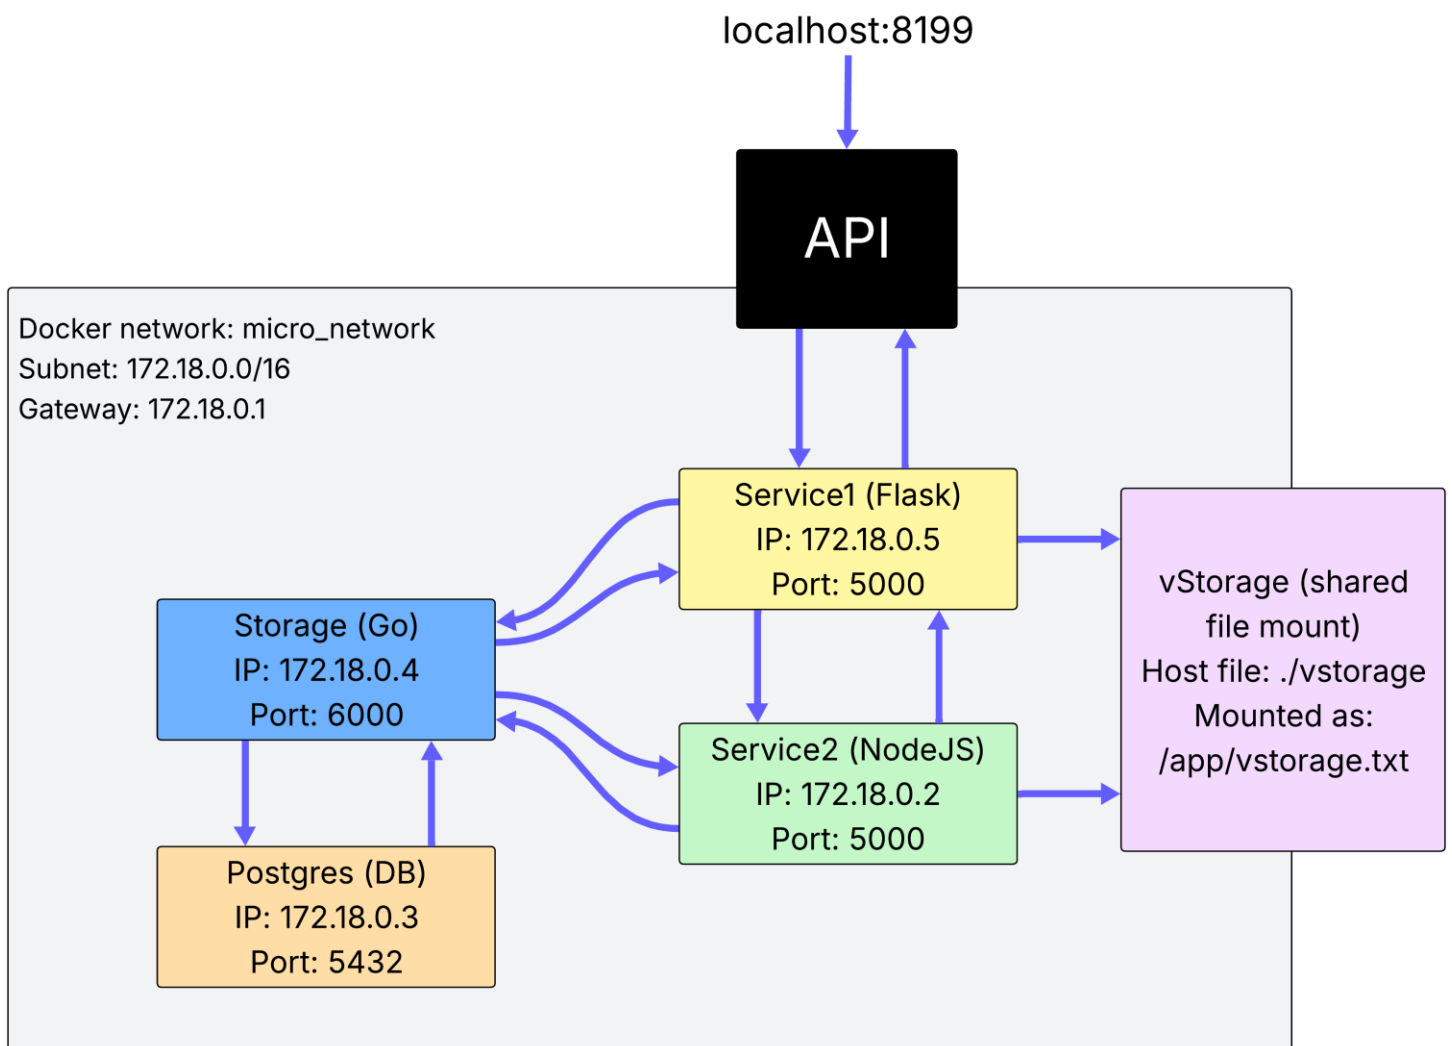 localhost:8199
API
Docker network: micro_network
Subnet: 172.18.0.0/16
Gateway: 172.18.0.1
Service1 (Flask)
IP: 172.18.0.5
Port: 5000
vStorage (shared
file mount)
Host file: ./vstorage
Mounted as:
/app/vstorage.txt
Storage (Go)
IP: 172.18.0.4
Port: 6000
Service2 (NodeJS)
IP: 172.18.0.2
Port: 5000
Postgres (DB)
IP: 172.18.0.3
Port: 5432